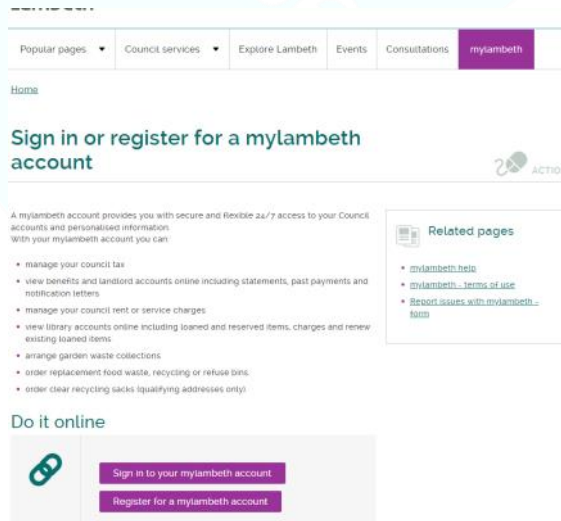 Popular pages
Council services
Explore Lambeth
Events
Consultations
mylambeth
Home
Sign in or register for a mylambeth
account
A mylambeth account provides you with secure and flexible 24/7 access to your Council
accounts and personalised information.
With your mylambeth account you can:
manage your council tax
view benefits and landlord accounts online including statements, past payments and
notification letters
manage your council rent or service charges
view library accounts online including loaned and reserved items, charges and renew
existing loaned items
arrange garden waste collections
order replacement food waste, recycling or refuse bins.
order clear recycling sacks (qualifying addresses only).
Related pages
mylambeth help
mylambeth - terms of use
Report issues with mylambeth -
form
Do it online
Sign in to your mylambeth account
Register for a mylambeth account